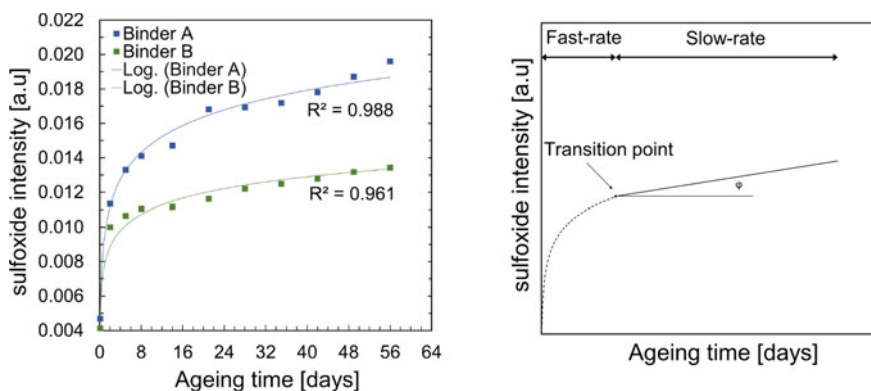 0.022
0.020
0.018
0.016
0.014
0.012
0.010
0.008
0.006
0.004
sulfoxide intensity [a.u]
Binder A
Binder B
Log. (Binder A)
Log. (Binder B)
R² = 0.988
R² = 0.961
0 8 16 24 32 40 48 56 64
Ageing time [days]
Fast-rate Slow-rate
Transition point
φ
sulfoxide intensity [a.u]
Ageing time [days]